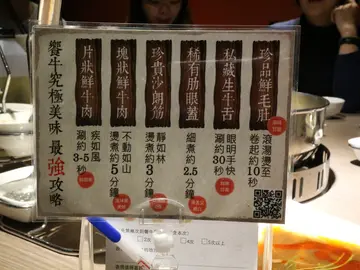 珍品鮮毛肚
滾湯燙至
卷起約10秒
私藏生牛舌
眼明手快
涮約30秒
稀有肋眼蓋
細煮約2.5分鐘
珍貴沙朗筋
靜如林
燙煮約3分鐘
塊狀鮮牛肉
不動如山
燙煮約5分鐘
片狀鮮牛肉
疾如風
涮約3-5秒
饗牛究極美味 最強攻略